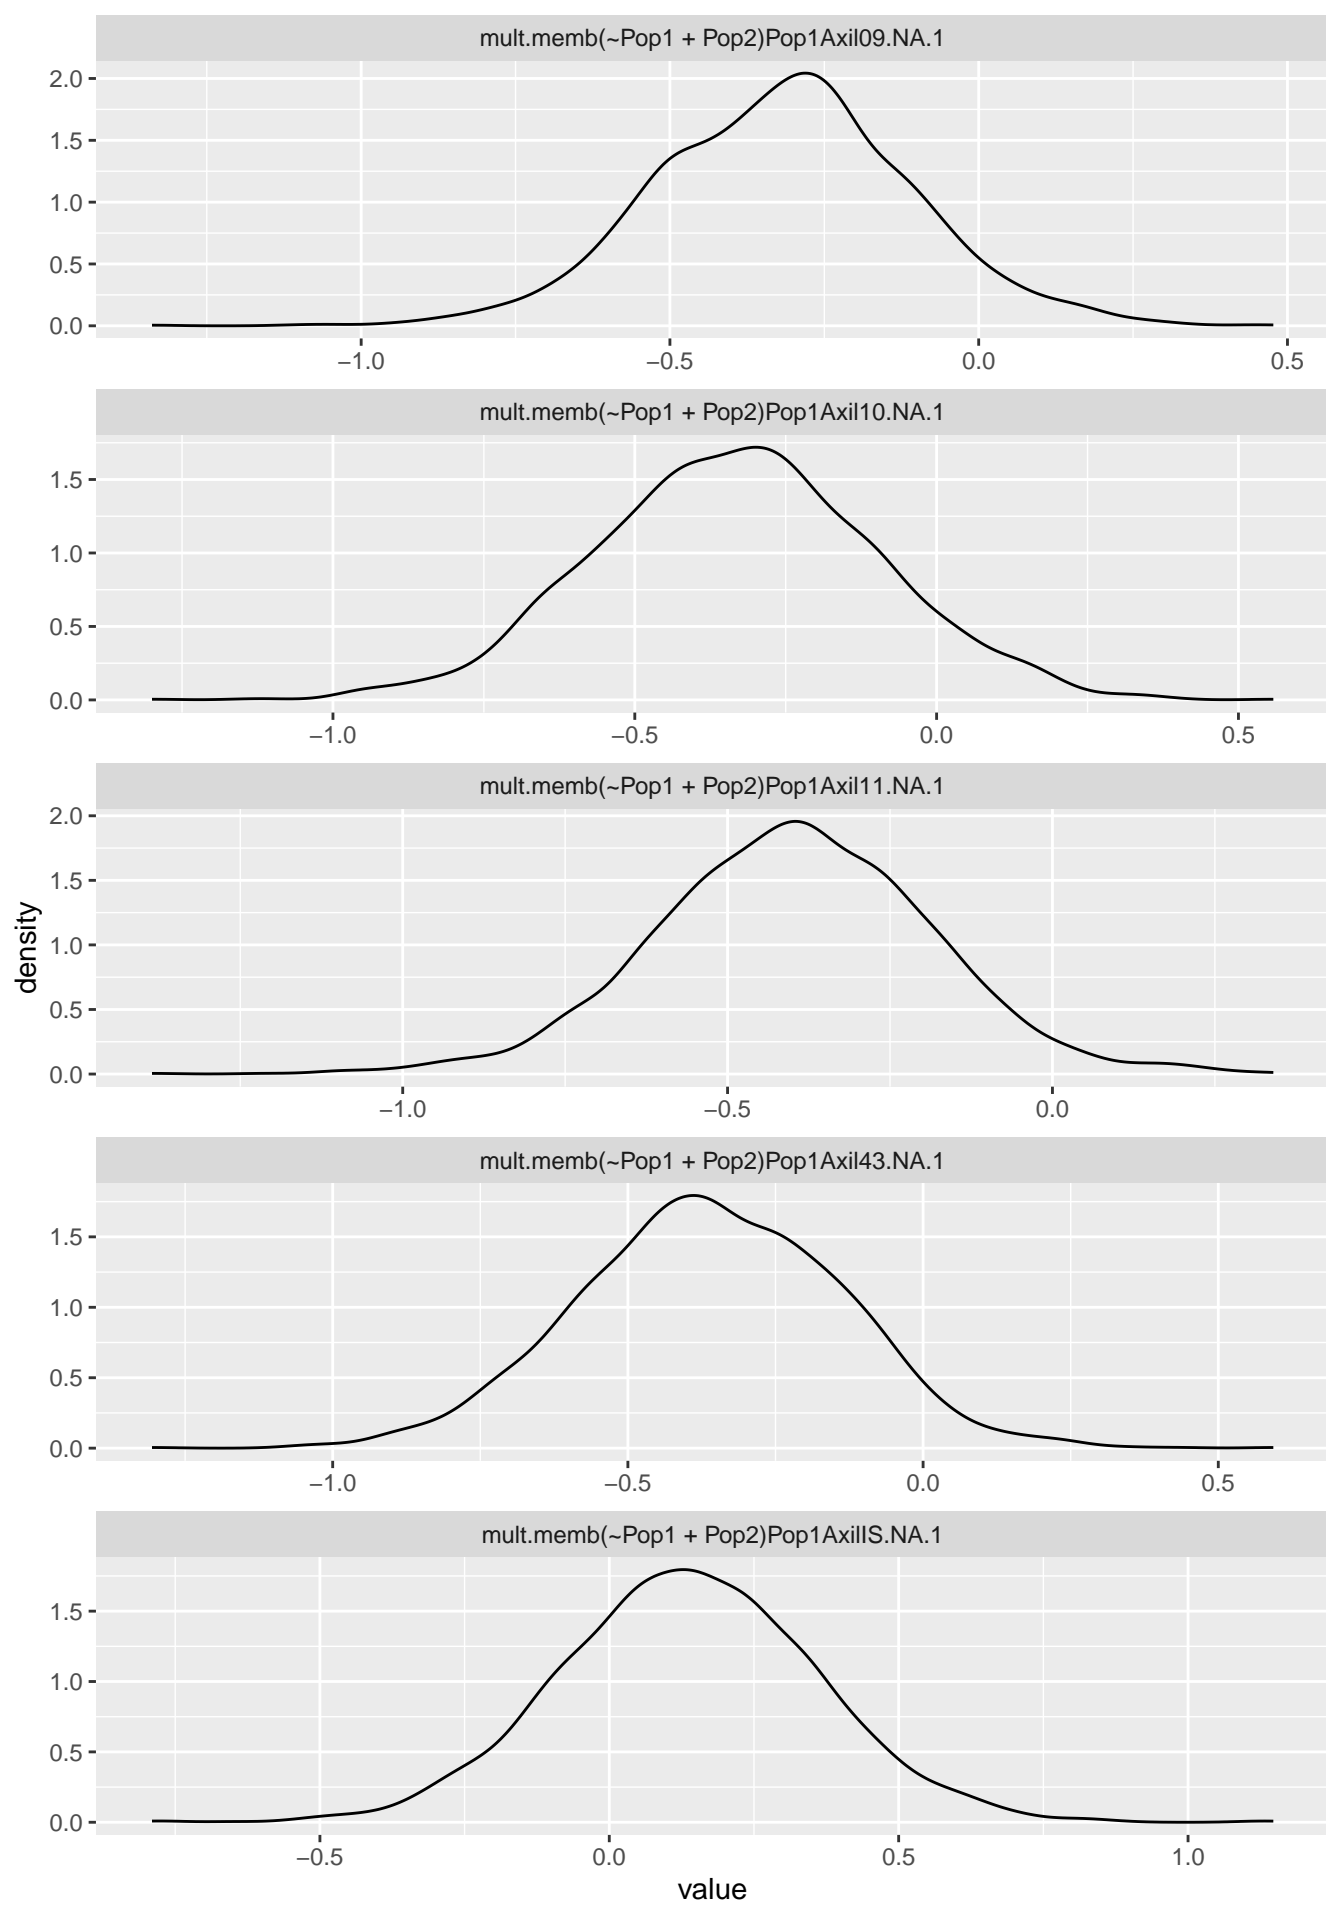 mult.memb(~Pop1 + Pop2)Pop1Axil09.NA.1
2.0
1.5
1.0
0.5
0.0
−1.0 −0.5 0.0 0.5
mult.memb(~Pop1 + Pop2)Pop1Axil10.NA.1
1.5
1.0
0.5
0.0
−1.0 −0.5 0.0 0.5
mult.memb(~Pop1 + Pop2)Pop1Axil11.NA.1
2.0
1.5
1.0
0.5
0.0
−1.0 −0.5 0.0
density
mult.memb(~Pop1 + Pop2)Pop1Axil43.NA.1
1.5
1.0
0.5
0.0
−1.0 −0.5 0.0 0.5
mult.memb(~Pop1 + Pop2)Pop1AxilIS.NA.1
1.5
1.0
0.5
0.0
−0.5 0.0 0.5 1.0
value